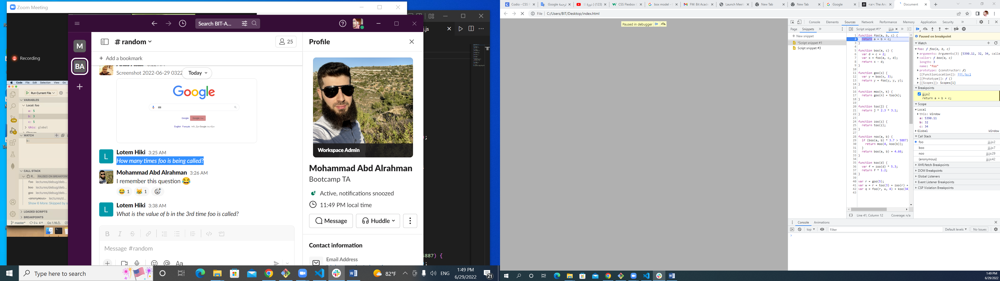 Zoom Meeting
Recording
Code File Edit Selection View Go
Run Current File
VARIABLES
Local: foo
a: 5
b: 3
c: 5
this: global
WATCH
b:
CALL STACK
PAUSED ON BREAKPOINT
foo lectures/debug/deb...
boo lectures/debug/deb...
goo lectures/debug/deb...
<anonymous> lectures/d...
Show 6 More: Skipped by s
LOADED SCRIPTS
BREAKPOINTS
master* 0↓ 4↑ Go 1.16
Search BIT-A...
M
BA
# random
25
Add a bookmark
Screenshot 2022-06-29 0322
Today
Google
English Français
Lotem Hiki 3:25 AM
How many times foo is being called?
Mohammad Abd Alrahman 3:26 AM
I remember this question 😂
😂 1 😹 1
Lotem Hiki 3:38 AM
What is the value of b in the 3rd time foo is called?
Message #random
Profile
Workspace Admin
Mohammad Abd Alrahman
Bootcamp TA
Active, notifications snoozed
11:49 PM local time
Message
Huddle
Contact information
Email Address
5887) {
Type here to search
82°F
ENG
1:49 PM
6/29/2022
21
Codio - CSS F
ترجمة Google
(123) ( دورة
CSS Flexbox
box model - G
FW: Bit Acade
Launch Meeti
New Tab
New Tab
Google
<a>: The Anc
Document
File C:/Users/BIT/Desktop/index.html
Paused in debugger
Console Elements Sources Network Performance Memory Application Security
Page Snippets
+ New snippet
*Script snippet #1
Script snippet #3
Script snippet #1* jjj.js
1 function foo(a, b, c) {
2 return a + b + c;
3 }
4
5 function boo(a, c) {
6 var d = c + 2;
7 var x = foo(a, c, d);
8 return x - d;
9 }
10
11 function goo(x) {
12 var y = boo(x, 3);
13 return y + foo(y, y, y);
14 }
15
16 function moo(n, k) {
17 return goo(n) + too(k);
18 }
19
20 function too(j) {
21 return j * 2.3 * 3.1;
22 }
23
24 function zoo(z) {
25 return too(z);
26 }
27
28 function noo(a, b) {
29 if (boo(a, b) * 3.7 > 5887)
30 return moo(4, koo(b));
31 }
32 return boo(a, b) + 4.66;
33 }
34
35 function koo(d) {
36 var f = zoo(d) * 5.3;
37 return f * 1.2;
38 }
39
40 var r = goo(5);
41 var w = r + too(3) + zoo(r) +
42 var q = foo(r, w, 4) + koo(34
43
{} Line 41, Column 12 Coverage: n/a
Paused on breakpoint
Watch
foo: ƒ foo(a, b, c)
arguments: Arguments(3) [5390.11, 32, 34, calle
caller: ƒ boo(a, c)
length: 3
name: "foo"
prototype: {constructor: ƒ}
[[FunctionLocation]]: jjj.js:1
[[Prototype]]: ƒ ()
[[Scopes]]: Scopes[1]
Breakpoints
jjj.js:2
return a + b + c;
Scope
Local
this: Window
a: 5390.11
b: 32
c: 34
Global Window
Call Stack
foo jjj.js:2
boo jjj.js:7
noo jjj.js:29
(anonymous) jjj.js:42
XHR/fetch Breakpoints
DOM Breakpoints
Global Listeners
Event Listener Breakpoints
CSP Violation Breakpoints
Console Animations
top Filter Default levels No Issues
1:49 PM
6/29/2022